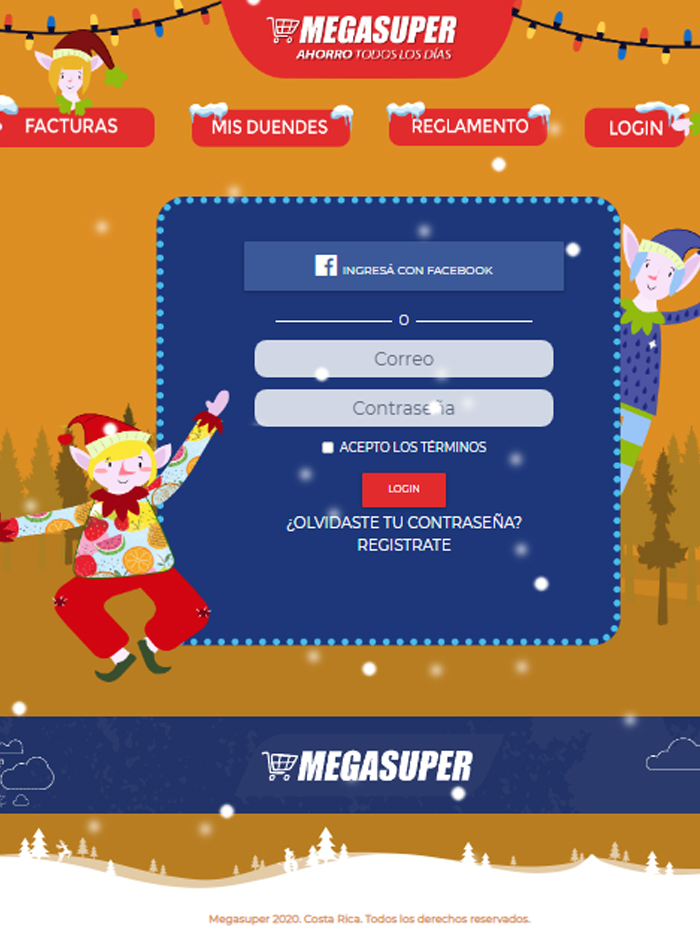 MEGASUPER
AHORRO TODOS LOS DÍAS
FACTURAS
MIS DUENDES
REGLAMENTO
LOGIN
INGRESÁ CON FACEBOOK
O
Correo
Contraseña
ACEPTO LOS TÉRMINOS
LOGIN
¿OLVIDASTE TU CONTRASEÑA?
REGISTRATE
MEGASUPER
Megasuper 2020. Costa Rica. Todos los derechos reservados.